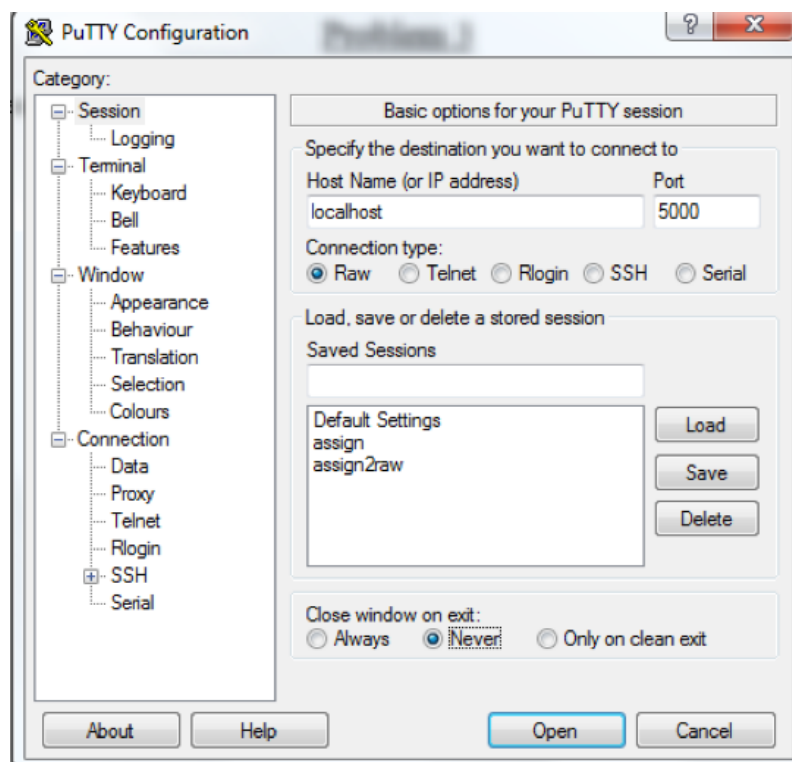 PuTTY Configuration
Problem 1
Category:
Session
Logging
Terminal
Keyboard
Bell
Features
Window
Appearance
Behaviour
Translation
Selection
Colours
Connection
Data
Proxy
Telnet
Rlogin
SSH
Serial
Basic options for your PuTTY session
Specify the destination you want to connect to
Host Name (or IP address) Port
localhost 5000
Connection type:
Raw Telnet Rlogin SSH Serial
Load, save or delete a stored session
Saved Sessions
Default Settings
assign
assign2raw
Load
Save
Delete
Close window on exit:
Always Never Only on clean exit
About Help Open Cancel